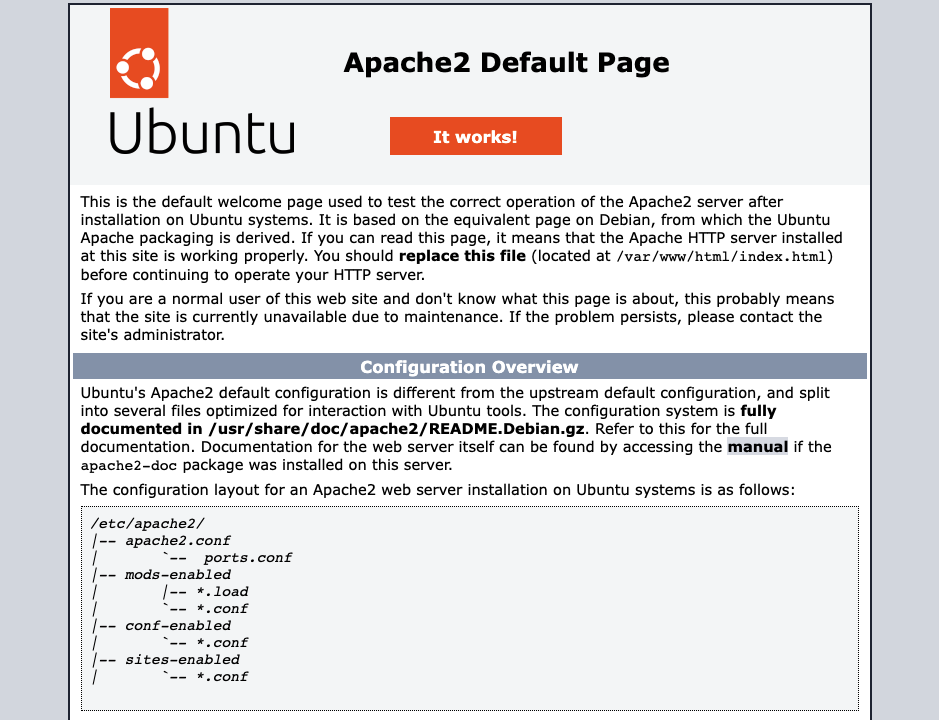 Apache2 Default Page
Ubuntu
It works!
This is the default welcome page used to test the correct operation of the Apache2 server after
installation on Ubuntu systems. It is based on the equivalent page on Debian, from which the Ubuntu
Apache packaging is derived. If you can read this page, it means that the Apache HTTP server installed
at this site is working properly. You should replace this file (located at /var/www/html/index.html)
before continuing to operate your HTTP server.
If you are a normal user of this web site and don't know what this page is about, this probably means
that the site is currently unavailable due to maintenance. If the problem persists, please contact the
site's administrator.
Configuration Overview
Ubuntu's Apache2 default configuration is different from the upstream default configuration, and split
into several files optimized for interaction with Ubuntu tools. The configuration system is fully
documented in /usr/share/doc/apache2/README.Debian.gz. Refer to this for the full
documentation. Documentation for the web server itself can be found by accessing the manual if the
apache2-doc package was installed on this server.
The configuration layout for an Apache2 web server installation on Ubuntu systems is as follows:
/etc/apache2/
|-- apache2.conf
|       `--  ports.conf
|-- mods-enabled
|       |-- *.load
|       `-- *.conf
|-- conf-enabled
|       `-- *.conf
|-- sites-enabled
|       `-- *.conf